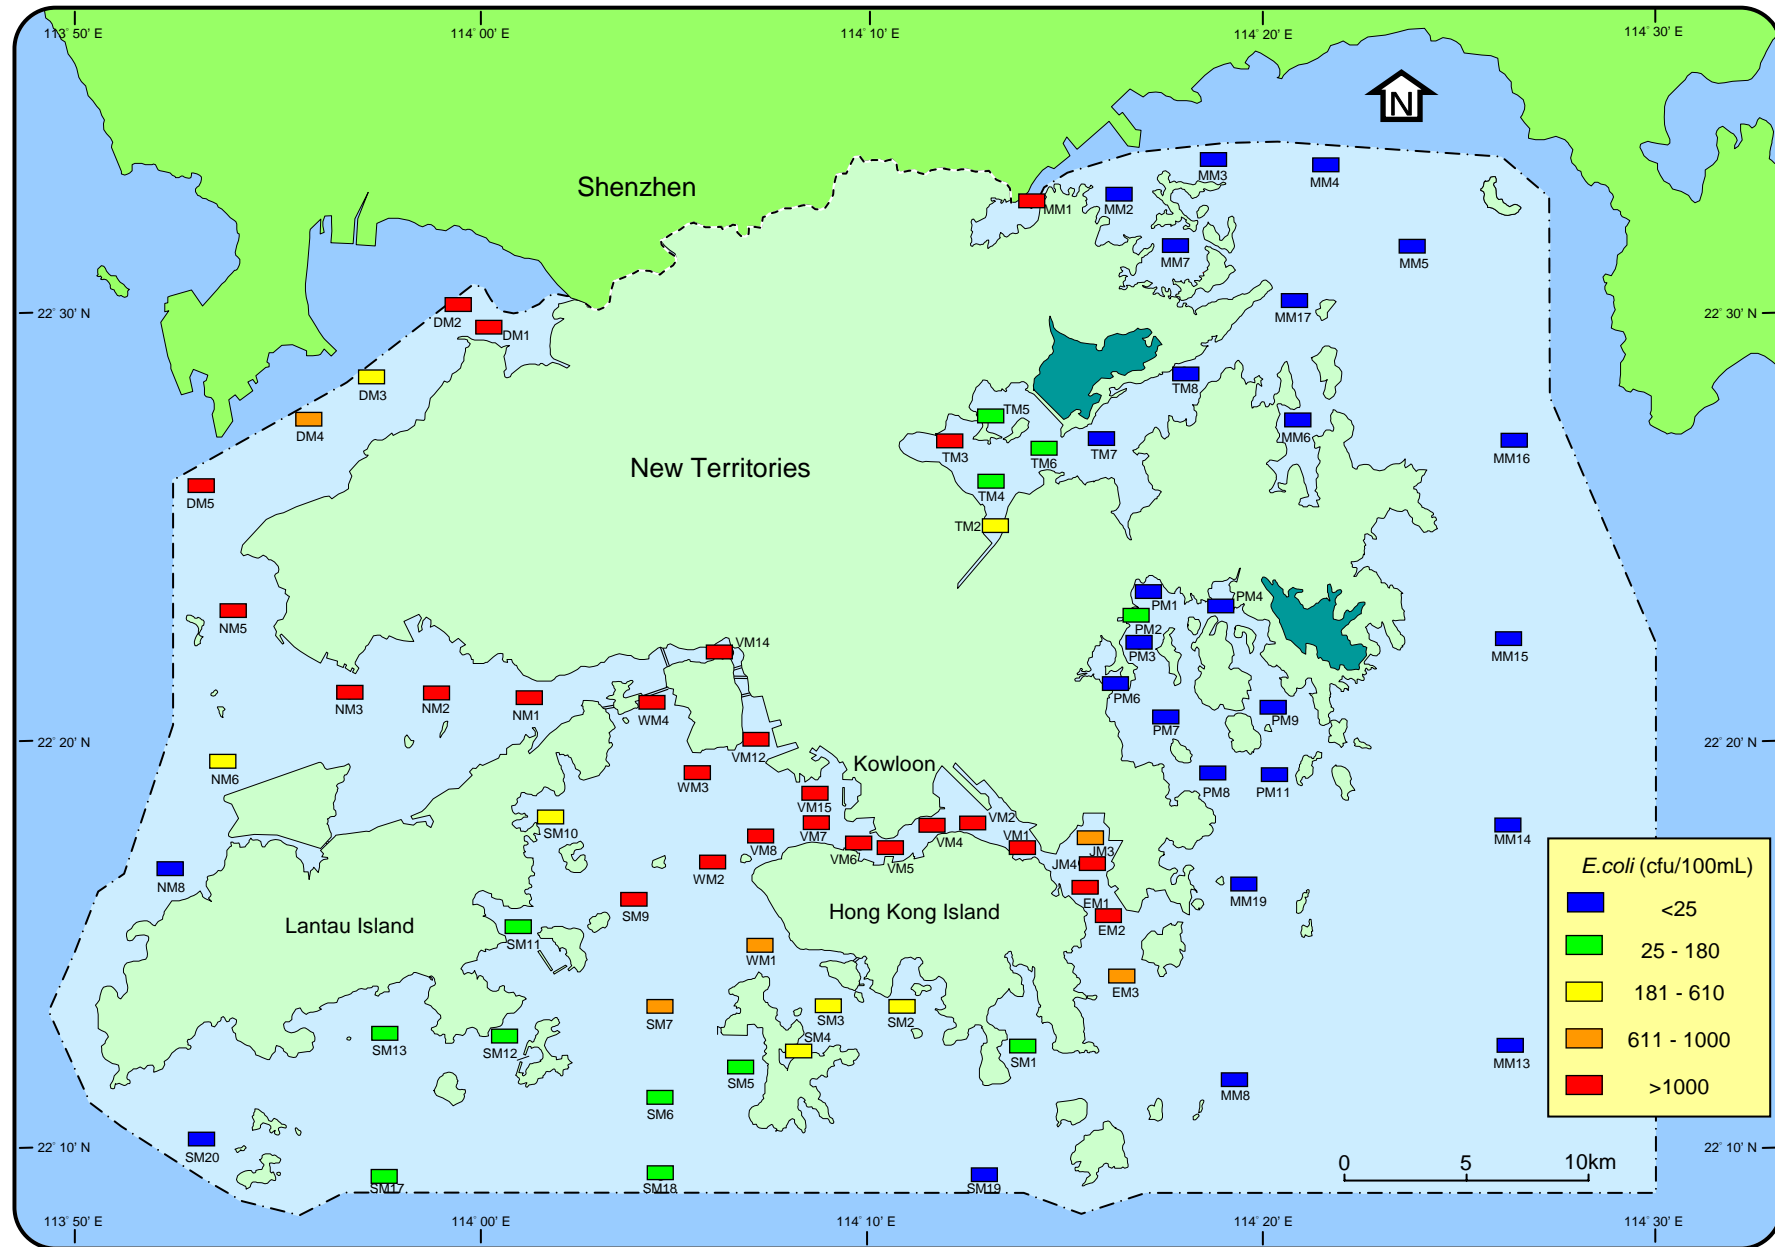 113° 50' E
114° 00' E
114° 10' E
114° 20' E
114° 30' E
N
Shenzhen
MM3
MM4
MM2
MM1
MM7
MM5
DM2
DM1
MM17
22° 30' N
22° 30' N
DM3
TM8
TM5
DM4
TM3
TM6
TM7
MM6
MM16
New Territories
DM5
TM4
TM2
PM1
PM4
NM5
PM2
PM3
VM14
MM15
PM6
NM3
NM2
NM1
WM4
PM7
PM9
22° 20' N
22° 20' N
VM12
NM6
Kowloon
WM3
PM8
PM11
VM15
SM10
VM7
VM2
VM1
VM8
VM6
VM4
VM5
JM3
JM4
MM14
NM8
WM2
MM19
E.coli (cfu/100mL)
<25
25 - 180
181 - 610
611 - 1000
>1000
EM1
SM9
Hong Kong Island
EM2
Lantau Island
SM11
WM1
EM3
SM7
SM3
SM2
SM4
SM13
SM12
SM1
SM5
MM13
MM8
SM6
22° 10' N
22° 10' N
SM20
0 5 10km
SM17
SM18
SM19
113° 50' E
114° 00' E
114° 10' E
114° 20' E
114° 30' E